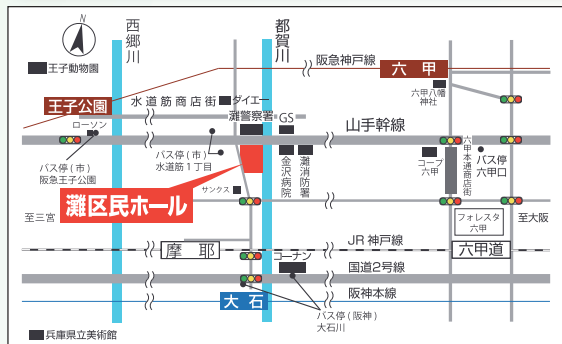 西郷川
都賀川
王子動物園
阪急神戸線
六甲
六甲八幡
神社
王子公園
水道筋商店街
ダイエー
灘警察署
GS
ローソン
山手幹線
バス停(市)
阪急王子公園
バス停(市)
水道筋1丁目
金沢病院
灘消防署
コープ
六甲
六甲本通商店街
バス停
六甲口
サンクス
灘区民ホール
至三宮
フォレスタ
六甲
至大阪
JR神戸線
摩耶
六甲道
コーナン
国道2号線
大石
阪神本線
バス停(阪神)
大石川
兵庫県立美術館